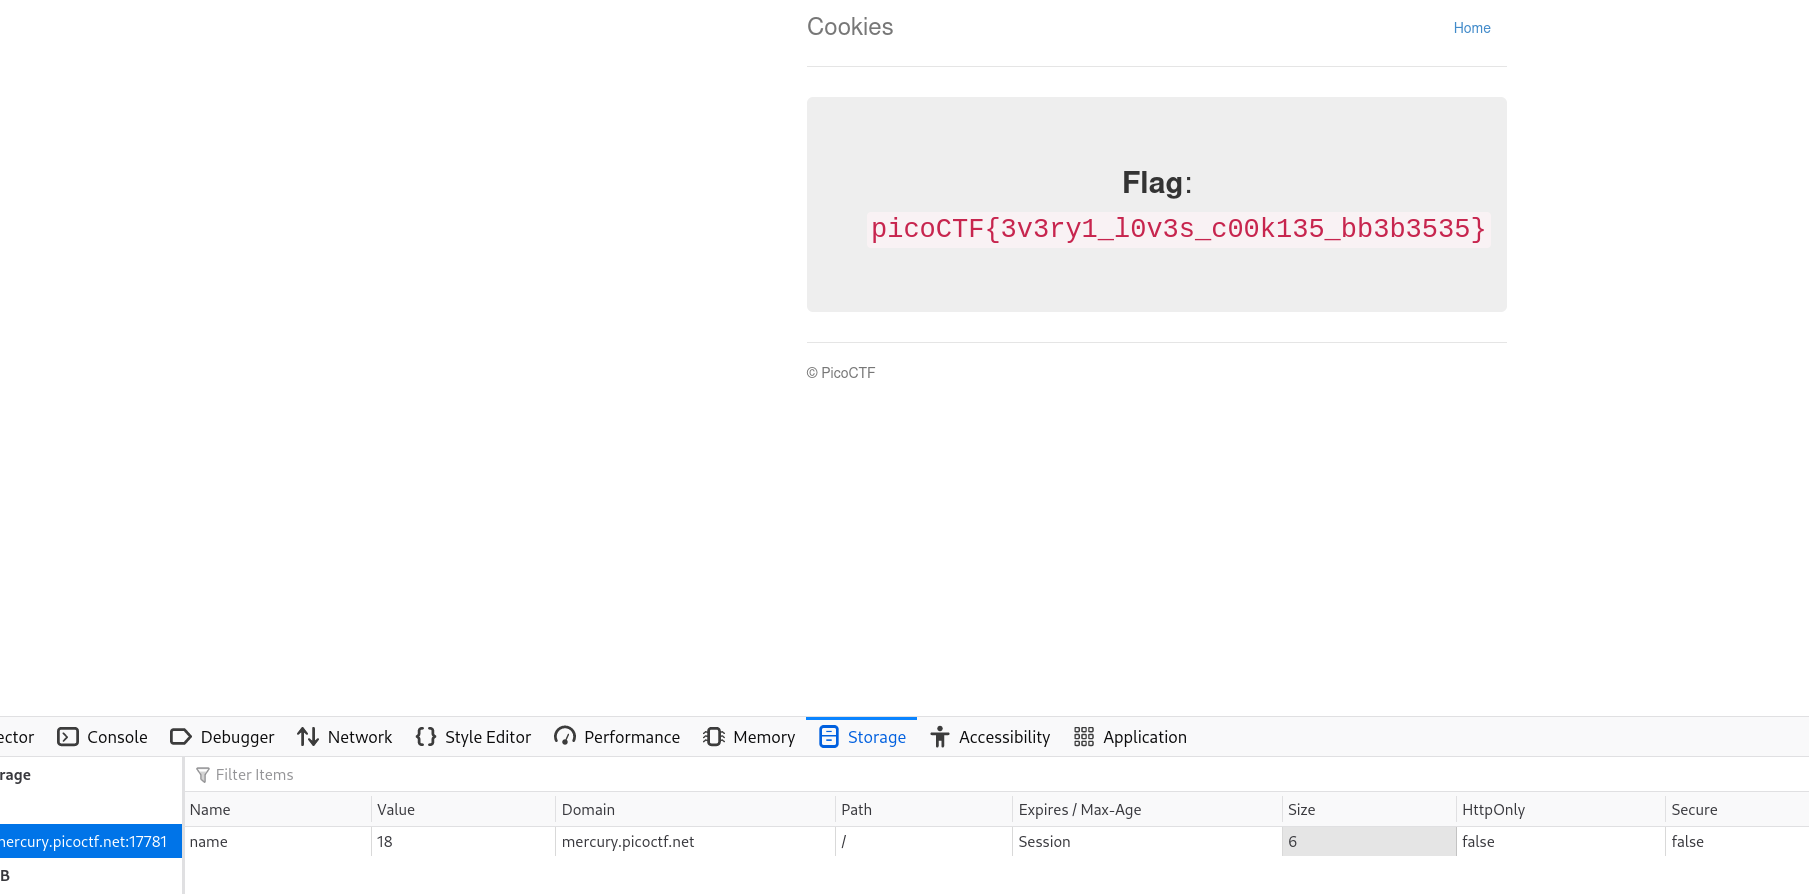 Cookies
Home
Flag:
picoCTF{3v3ry1_l0v3s_c00k135_bb3b3535}
© PicoCTF
ector Console Debugger Network Style Editor Performance Memory Storage Accessibility Application
rage
Filter Items
Name Value Domain Path Expires / Max-Age Size HttpOnly Secure
mercury.picoctf.net:17781
name 18 mercury.picoctf.net / Session 6 false false
B